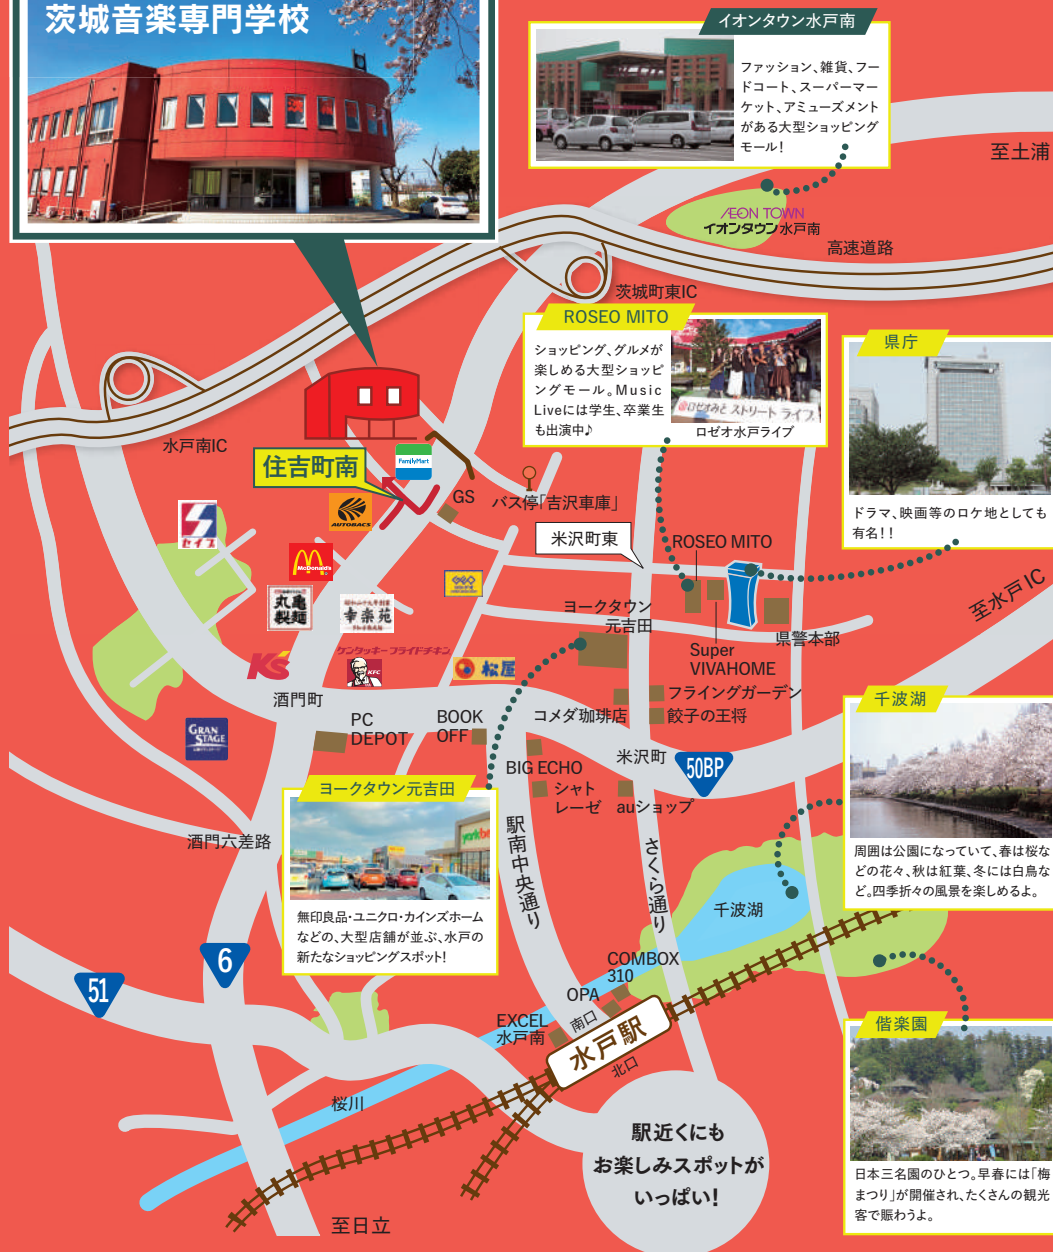 茨城音楽専門学校
イオンタウン水戸南
ファッション、雑貨、フー
ドコート、スーパーマー
ケット、アミューズメント
がある大型ショッピング
モール!
至土浦
ÆON TOWN
イオンタウン水戸南
高速道路
茨城町東IC
ROSEO MITO
ショッピング、グルメが
楽しめる大型ショッピ
ングモール。Music
Liveには学生、卒業生
も出演中♪
@ロゼオみと ストリート ライブ
ロゼオ水戸ライブ
県庁
ドラマ、映画等のロケ地としても
有名!!
水戸南IC
住吉町南
FamilyMart
GS
バス停「吉沢車庫」
AUTOBACS
セイブ
McDonald's
米沢町東
ROSEO MITO
丸亀
製麺
幸楽苑
ヨークタウン
元吉田
至水戸IC
県警本部
Super
VIVAHOME
ケンタッキーフライドチキン
KFC
K's
松屋
酒門町
フライングガーデン
コメダ珈琲店
餃子の王将
PC
DEPOT
BOOK
OFF
GRAN
STAGE
米沢町
50BP
BIG ECHO
シャト
レーゼ
auショップ
千波湖
周囲は公園になっていて、春は桜な
どの花々、秋は紅葉、冬には白鳥な
ど。四季折々の風景を楽しめるよ。
ヨークタウン元吉田
無印良品・ユニクロ・カインズホーム
などの、大型店舗が並ぶ、水戸の
新たなショッピングスポット!
酒門六差路
駅南中央通り
さくら通り
千波湖
6
51
COMBOX
310
OPA
EXCEL
水戸南
南口
水戸駅
北口
偕楽園
日本三名園のひとつ。早春には「梅
まつり」が開催され、たくさんの観光
客で賑わうよ。
桜川
駅近くにも
お楽しみスポットが
いっぱい!
至日立